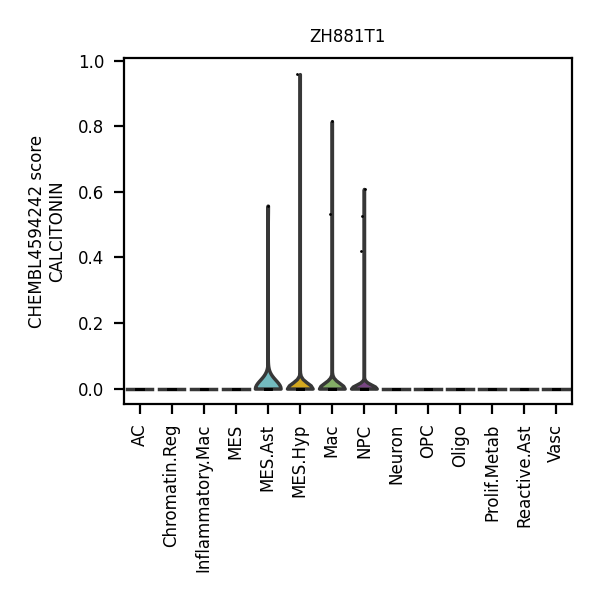 ZH881T1
CHEMBL4594242 score
CALCITONIN
1.0
0.8
0.6
0.4
0.2
0.0
AC
Chromatin.Reg
Inflammatory.Mac
MES
MES.Ast
MES.Hyp
Mac
NPC
Neuron
OPC
Oligo
Prolif.Metab
Reactive.Ast
Vasc